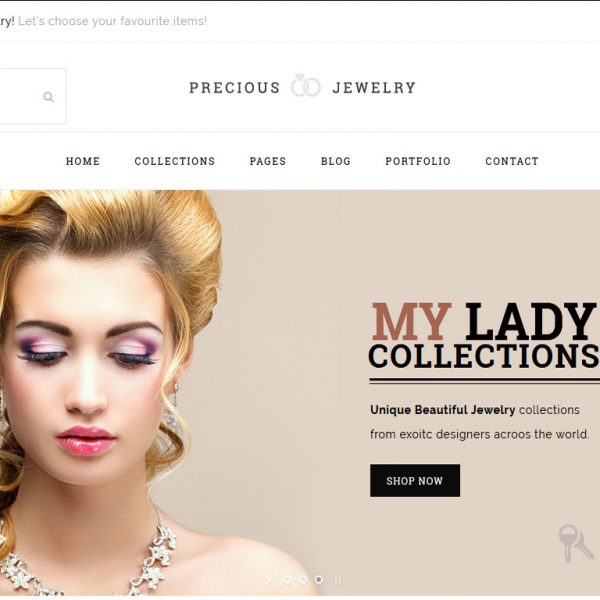 ry! Let's choose your favourite items!
PRECIOUS JEWELRY
HOME COLLECTIONS PAGES BLOG PORTFOLIO CONTACT
MY LADY
COLLECTIONS
Unique Beautiful Jewelry collections
from exoitc designers acroos the world.
SHOP NOW